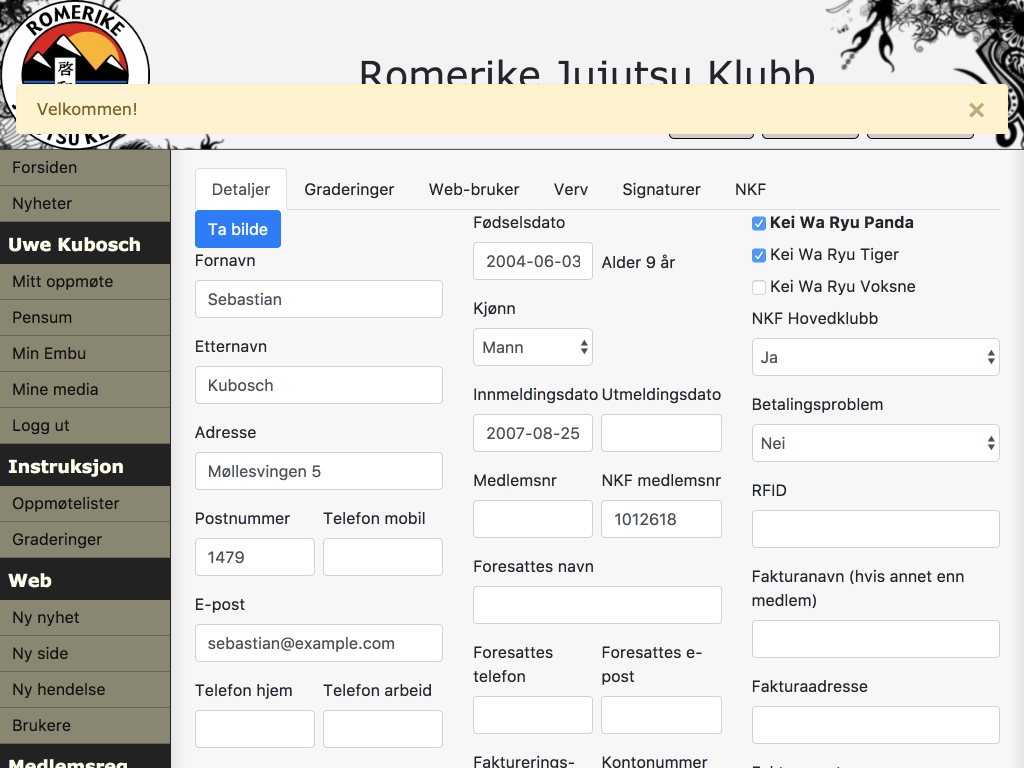 ROMERIKE
啓
Romerike Jujutsu Klubb
Velkommen!
×
Forsiden
Nyheter
Uwe Kubosch
Mitt oppmøte
Pensum
Min Embu
Mine media
Logg ut
Instruksjon
Oppmøtelister
Graderinger
Web
Ny nyhet
Ny side
Ny hendelse
Brukere
Medlemsreg
Detaljer Graderinger Web-bruker Verv Signaturer NKF
Ta bilde
Fornavn
Sebastian
Etternavn
Kubosch
Adresse
Møllesvingen 5
Postnummer Telefon mobil
1479
E-post
sebastian@example.com
Telefon hjem Telefon arbeid
Fødselsdato
2004-06-03 Alder 9 år
Kjønn
Mann
Innmeldingsdato Utmeldingsdato
2007-08-25
Medlemsnr NKF medlemsnr
1012618
Foresattes navn
Foresattes telefon
Foresattes e-post
Fakturerings- Kontonummer
Kei Wa Ryu Panda
Kei Wa Ryu Tiger
Kei Wa Ryu Voksne
NKF Hovedklubb
Ja
Betalingsproblem
Nei
RFID
Fakturanavn (hvis annet enn
medlem)
Fakturaadresse